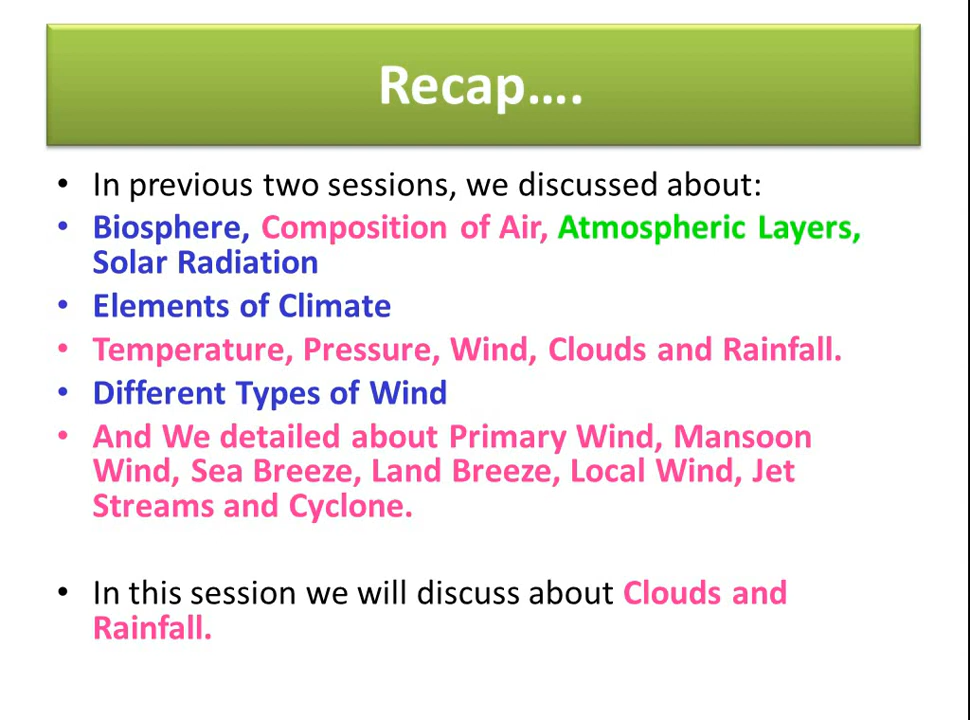 Recap….
• In previous two sessions, we discussed about:
• Biosphere, Composition of Air, Atmospheric Layers,
Solar Radiation
• Elements of Climate
• Temperature, Pressure, Wind, Clouds and Rainfall.
• Different Types of Wind
• And We detailed about Primary Wind, Mansoon
Wind, Sea Breeze, Land Breeze, Local Wind, Jet
Streams and Cyclone.
• In this session we will discuss about Clouds and
Rainfall.